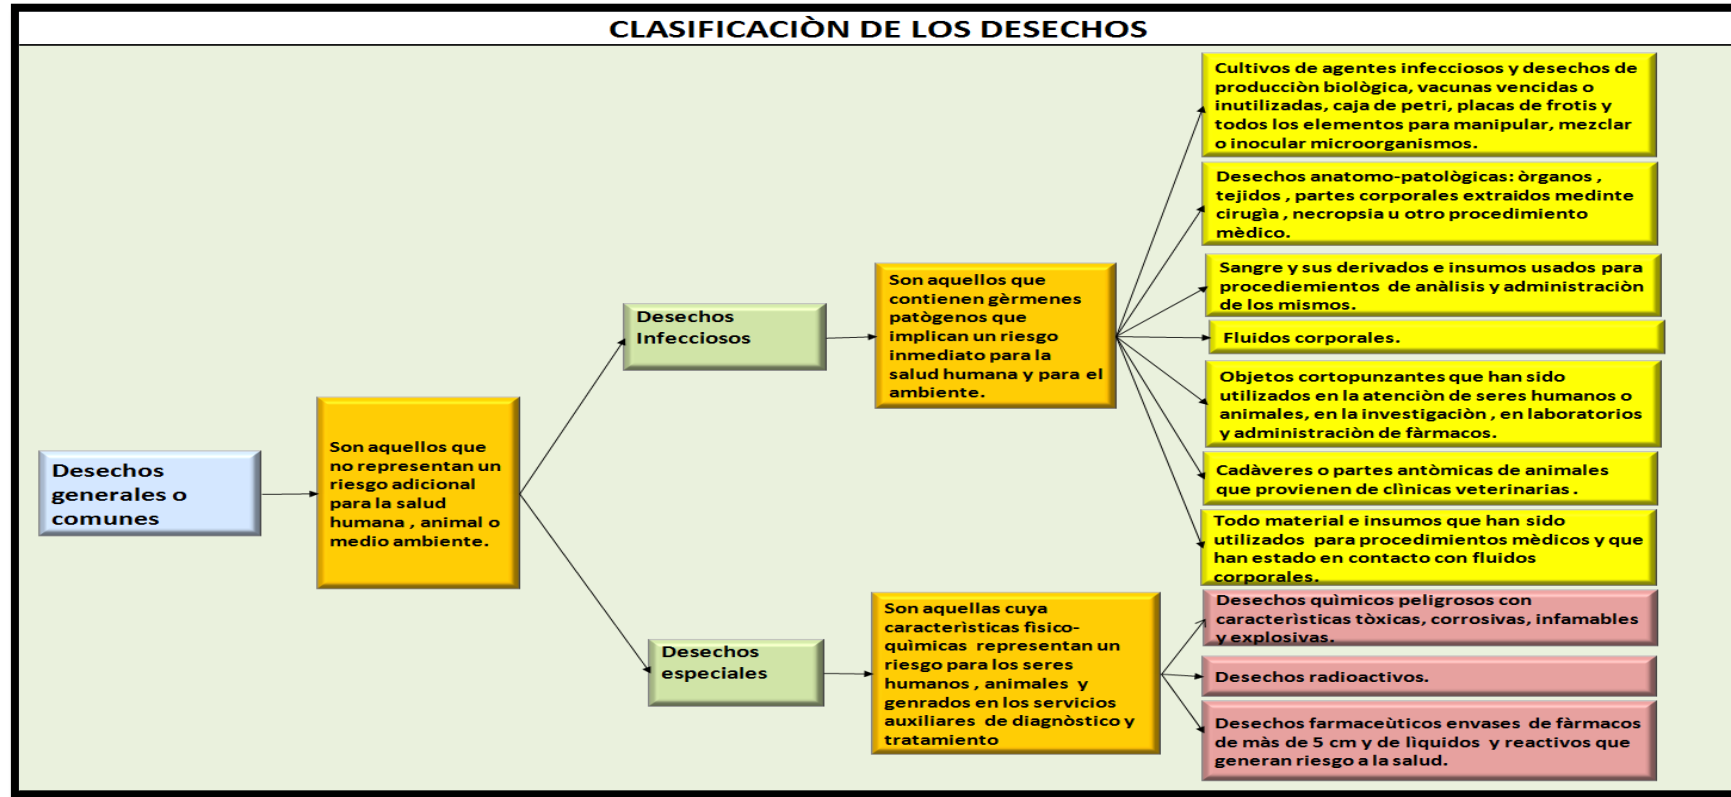 CLASIFICACIÒN DE LOS DESECHOS
Desechos
generales o
comunes
Son aquellos que
no representan un
riesgo adicional
para la salud
humana , animal o
medio ambiente.
Desechos
Infecciosos
Son aquellos que
contienen gèrmenes
patògenos que
implican un riesgo
inmediato para la
salud humana y para el
ambiente.
Cultivos de agentes infecciosos y desechos de
producciòn biològica, vacunas vencidas o
inutilizadas, caja de petri, placas de frotis y
todos los elementos para manipular, mezclar
o inocular microorganismos.
Desechos anatomo-patològicas: òrganos ,
tejidos , partes corporales extraidos medinte
cirugìa , necropsia u otro procedimiento
mèdico.
Sangre y sus derivados e insumos usados para
procediemientos de anàlisis y administraciòn
de los mismos.
Fluidos corporales.
Objetos cortopunzantes que han sido
utilizados en la atenciòn de seres humanos o
animales, en la investigaciòn , en laboratorios
y administraciòn de fàrmacos.
Cadàveres o partes antòmicas de animales
que provienen de clìnicas veterinarias .
Todo material e insumos que han sido
utilizados para procedimientos mèdicos y que
han estado en contacto con fluidos
corporales.
Desechos
especiales
Son aquellas cuya
caracterìsticas fìsico-
quìmicas representan un
riesgo para los seres
humanos , animales y
genrados en los servicios
auxiliares de diagnòstico y
tratamiento
Desechos quìmicos peligrosos con
caracterìsticas tòxicas, corrosivas, infamables
y explosivas.
Desechos radioactivos.
Desechos farmaceùticos envases de fàrmacos
de màs de 5 cm y de lìquidos y reactivos que
generan riesgo a la salud.